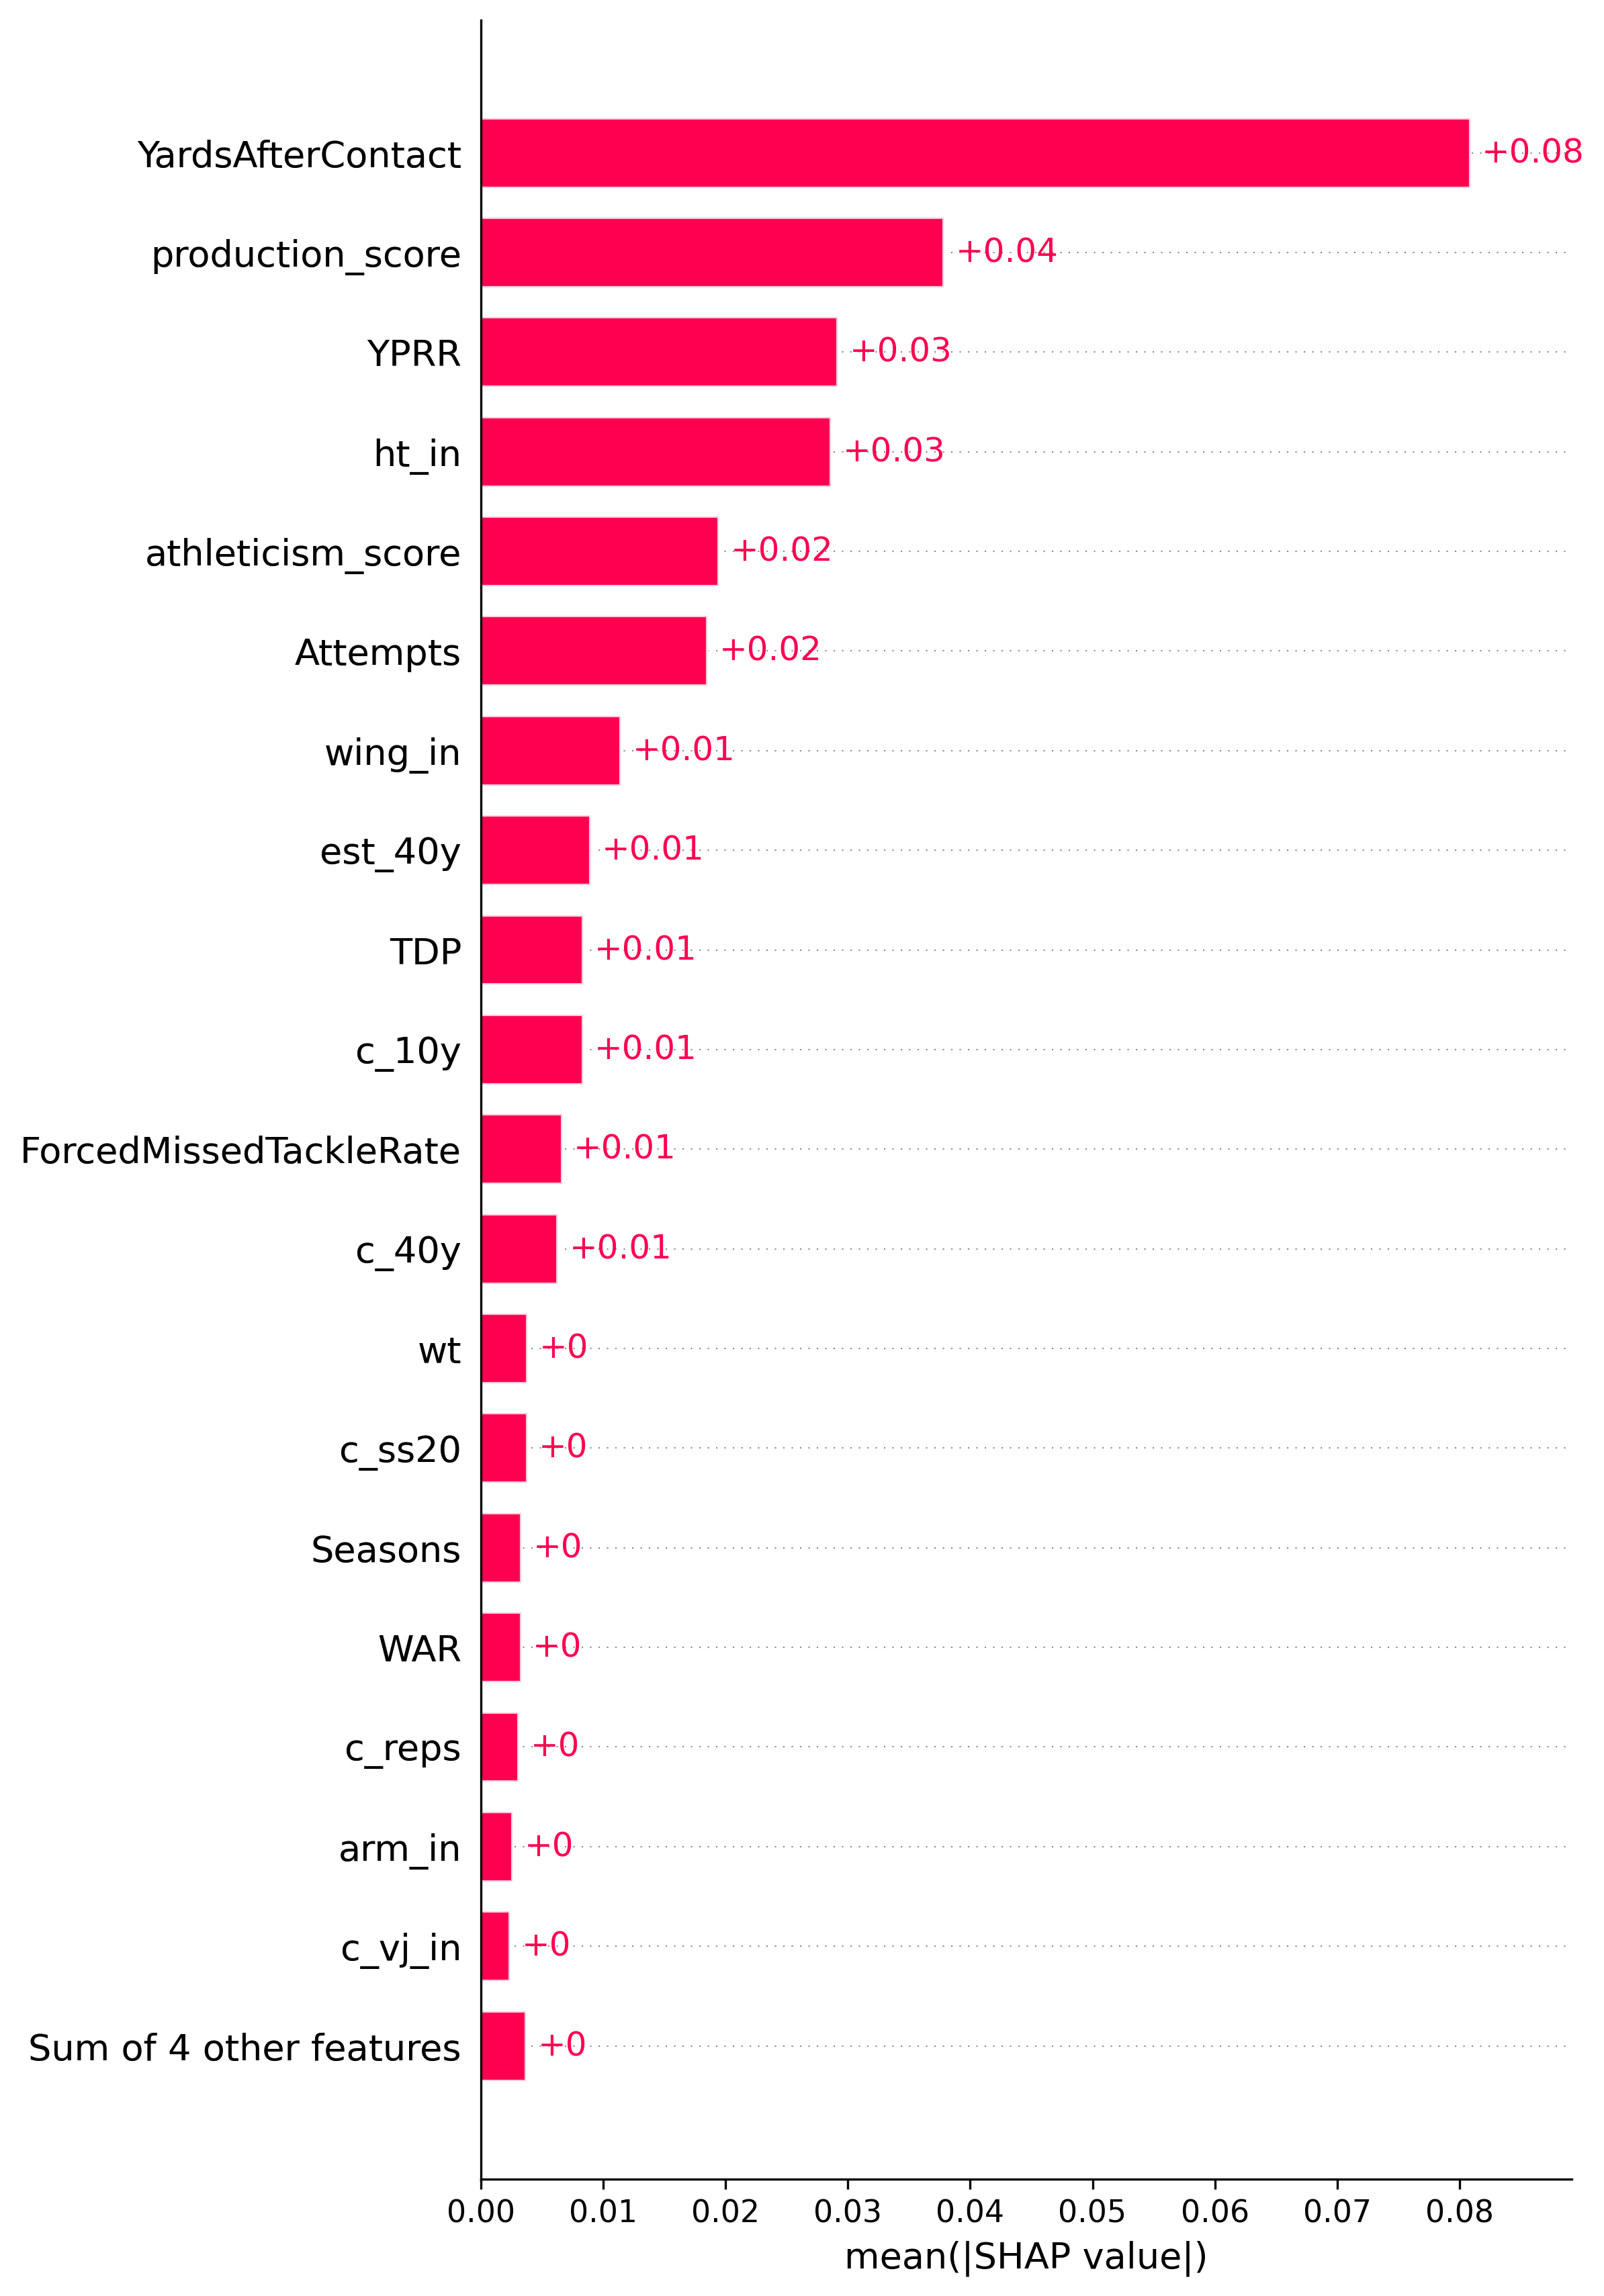 YardsAfterContact +0.08
production_score +0.04
YPRR +0.03
ht_in +0.03
athleticism_score +0.02
Attempts +0.02
wing_in +0.01
est_40y +0.01
TDP +0.01
c_10y +0.01
ForcedMissedTackleRate +0.01
c_40y +0.01
wt +0
c_ss20 +0
Seasons +0
WAR +0
c_reps +0
arm_in +0
c_vj_in +0
Sum of 4 other features +0
0.00 0.01 0.02 0.03 0.04 0.05 0.06 0.07 0.08
mean(|SHAP value|)